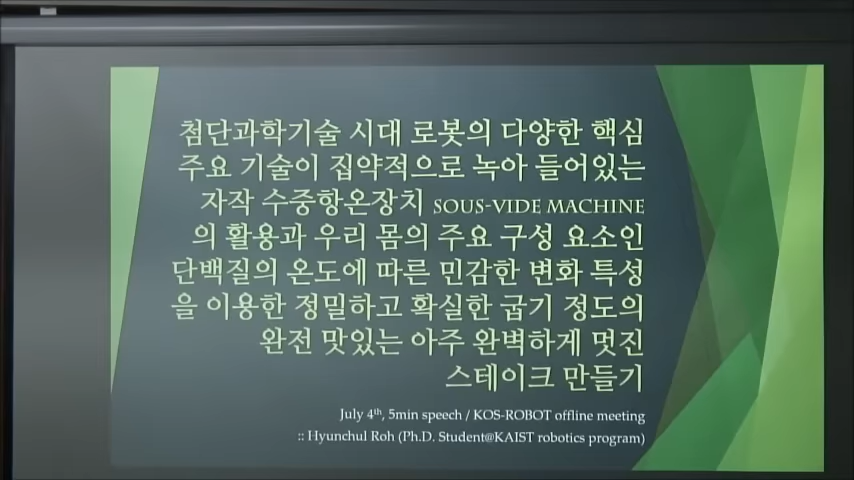 첨단과학기술 시대 로봇의 다양한 핵심
주요 기술이 집약적으로 녹아 들어있는
자작 수중항온장치 SOUS-VIDE MACHINE
의 활용과 우리 몸의 주요 구성 요소인
단백질의 온도에 따른 민감한 변화 특성
을 이용한 정밀하고 확실한 굽기 정도의
완전 맛있는 아주 완벽하게 멋진
스테이크 만들기
July 4th, 5min speech / KOS-ROBOT offline meeting
:: Hyunchul Roh (Ph.D. Student@KAIST robotics program)